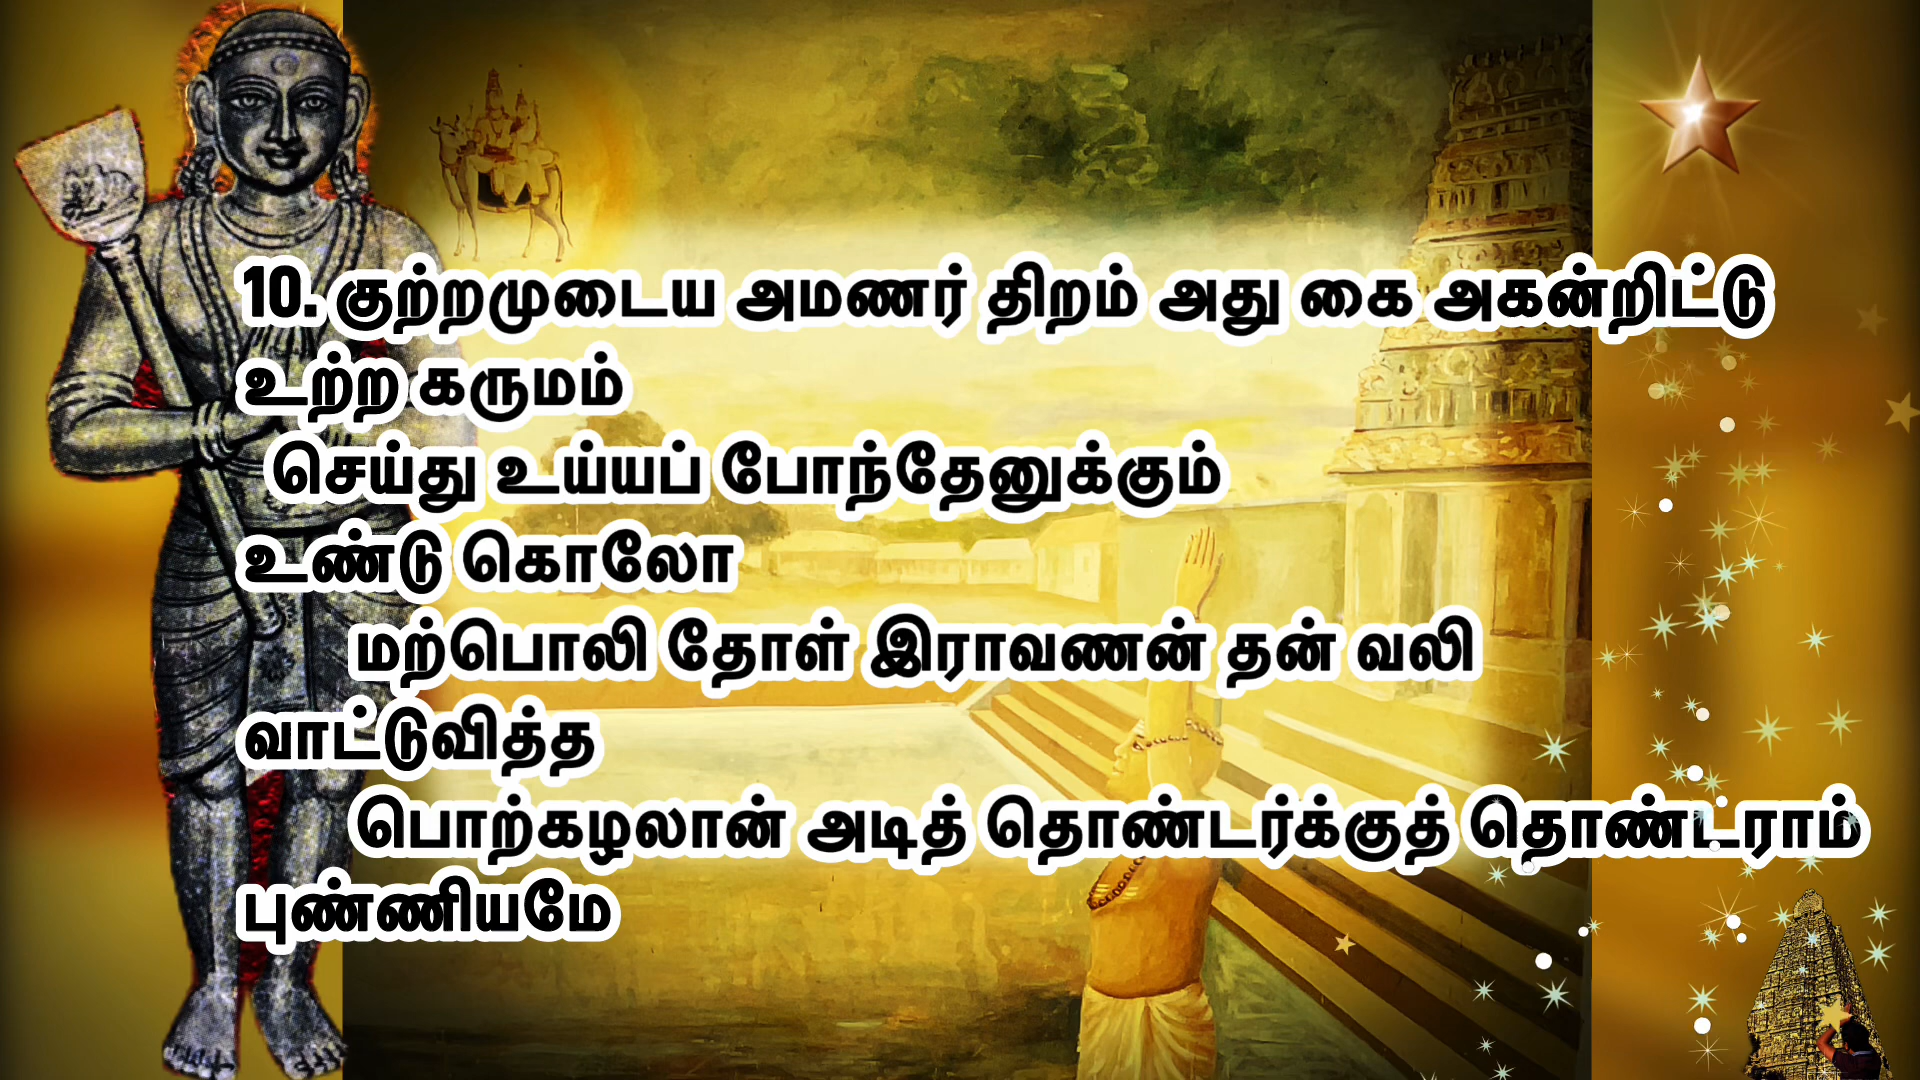 10. குற்றமுடைய அமணர் திறம் அது கை அகன்றிட்டு
உற்ற கருமம்
செய்து உய்யப் போந்தேனுக்கும்
உண்டு கொலோ
மற்பொலி தோள் இராவணன் தன் வலி
வாட்டுவித்த
பொற்கழலான் அடித் தொண்டர்க்குத் தொண்டராம்
புண்ணியமே